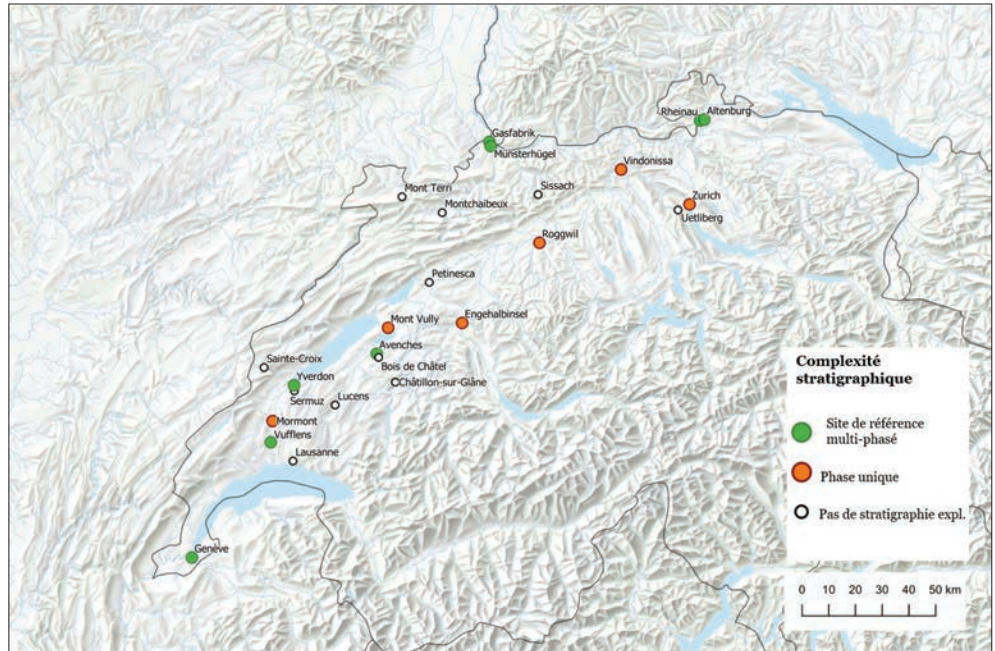 Rheinau
Altenburg
Gasfabrik
Münsterhügel
Vindonissa
Mont Terri
Sissach
Montchaibeux
Zurich
Uetliberg
Roggwil
Petinesca
Mont Vully
Engehalbinsel
Avenches
Bois de Châtel
Sainte-Croix
Châtillon-sur-Glâne
Yverdon
Sermuz
Lucens
Mormont
Vufflens
Lausanne
Genève
Complexité
stratigraphique
Site de référence
multi-phasé
Phase unique
Pas de stratigraphie expl.
0 10 20 30 40 50 km